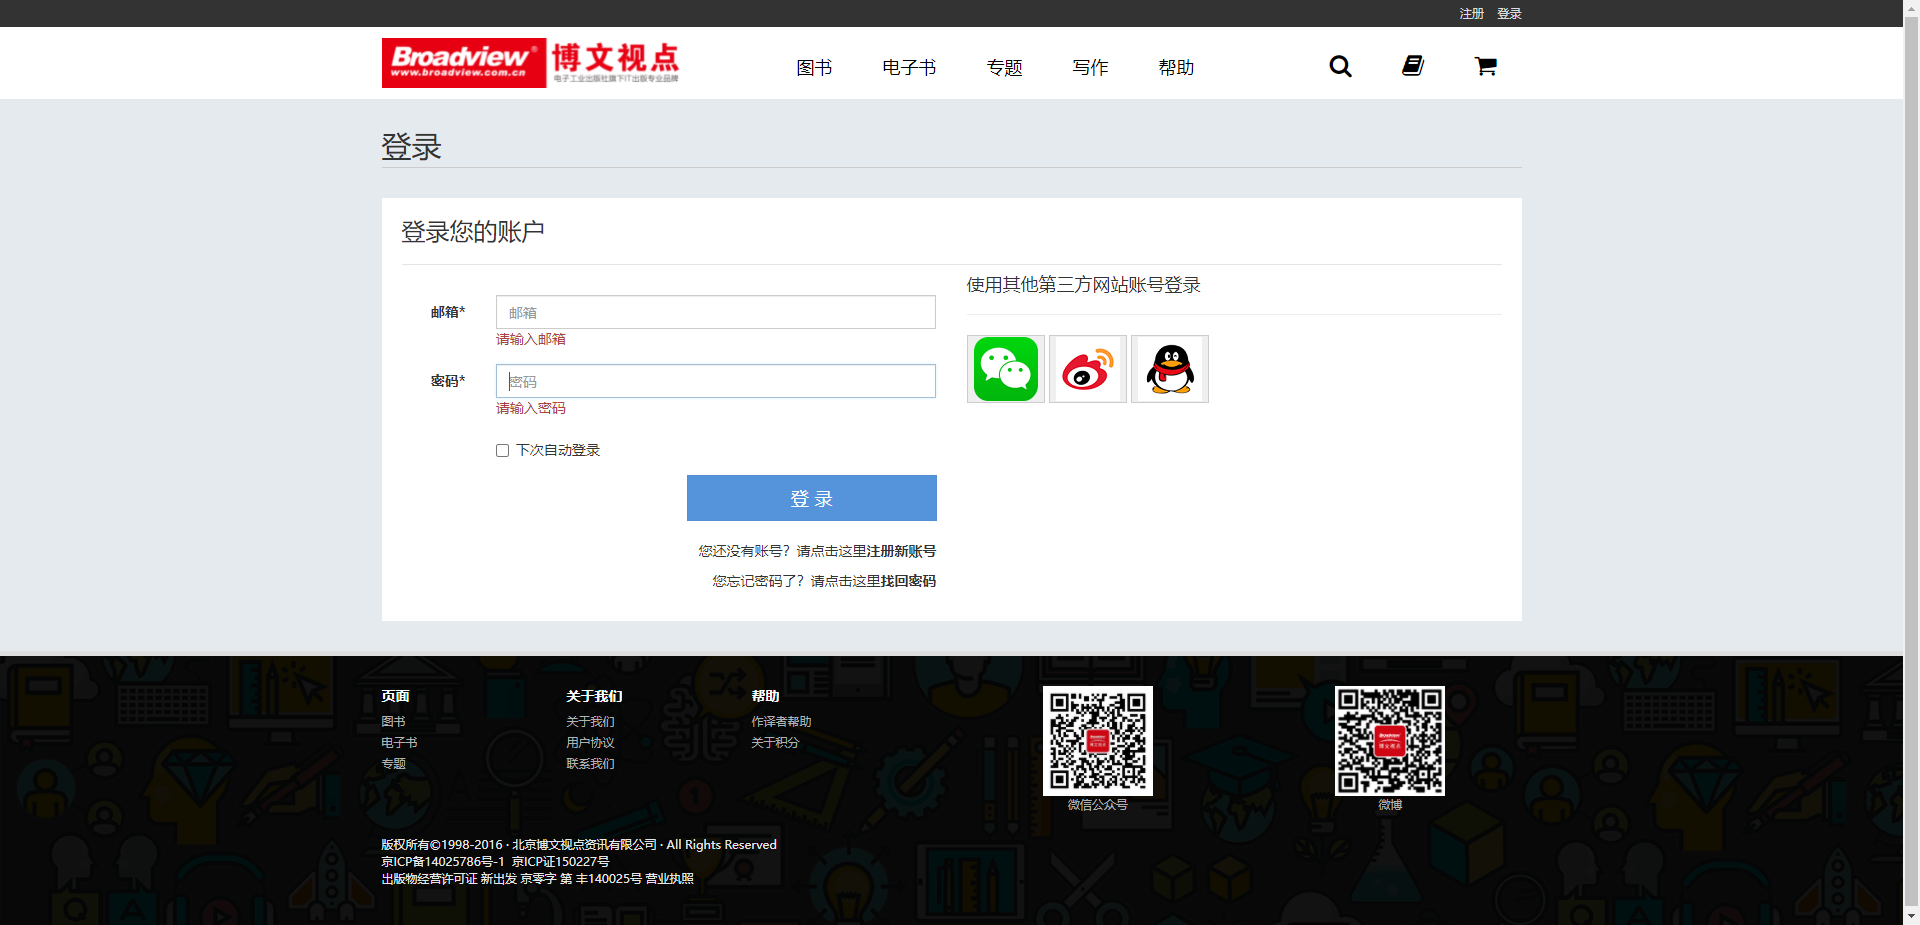 注册 登录
Broadview® 博文视点
www.broadview.com.cn 电子工业出版社旗下IT出版专业品牌
图书 电子书 专题 写作 帮助
登录
登录您的账户
使用其他第三方网站账号登录
邮箱* 邮箱
请输入邮箱
密码* 密码
请输入密码
下次自动登录
登 录
您还没有账号？请点击这里注册新账号
您忘记密码了？请点击这里找回密码
页面 关于我们 帮助
图书 关于我们 作译者帮助
电子书 用户协议 关于积分
专题 联系我们
微信公众号 微博
版权所有©1998-2016 · 北京博文视点资讯有限公司 · All Rights Reserved
京ICP备14025786号-1 京ICP证150227号
出版物经营许可证 新出发 京零字 第 丰140025号 营业执照